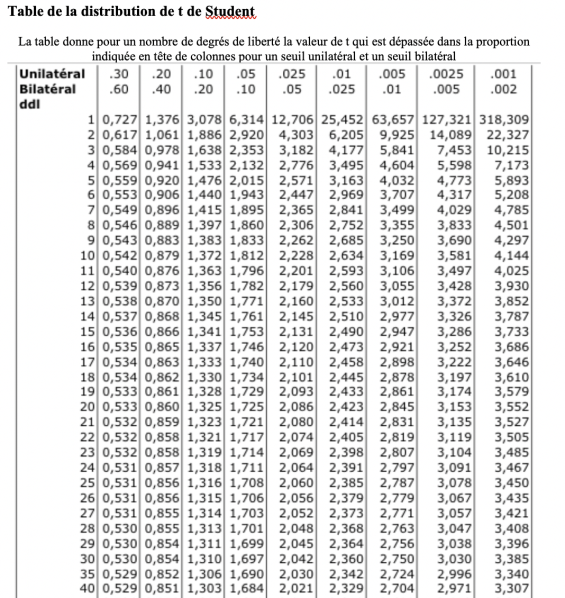 Table de la distribution de t de Student
La table donne pour un nombre de degrés de liberté la valeur de t qui est dépassée dans la proportion
indiquée en tête de colonnes pour un seuil unilatéral et un seuil bilatéral
Unilatéral .30 .20 .10 .05 .025 .01 .005 .0025 .001
Bilatéral .60 .40 .20 .10 .05 .025 .01 .005 .002
ddl
1 0,727 1,376 3,078 6,314 12,706 25,452 63,657 127,321 318,309
2 0,617 1,061 1,886 2,920 4,303 6,205 9,925 14,089 22,327
3 0,584 0,978 1,638 2,353 3,182 4,177 5,841 7,453 10,215
4 0,569 0,941 1,533 2,132 2,776 3,495 4,604 5,598 7,173
5 0,559 0,920 1,476 2,015 2,571 3,163 4,032 4,773 5,893
6 0,553 0,906 1,440 1,943 2,447 2,969 3,707 4,317 5,208
7 0,549 0,896 1,415 1,895 2,365 2,841 3,499 4,029 4,785
8 0,546 0,889 1,397 1,860 2,306 2,752 3,355 3,833 4,501
9 0,543 0,883 1,383 1,833 2,262 2,685 3,250 3,690 4,297
10 0,542 0,879 1,372 1,812 2,228 2,634 3,169 3,581 4,144
11 0,540 0,876 1,363 1,796 2,201 2,593 3,106 3,497 4,025
12 0,539 0,873 1,356 1,782 2,179 2,560 3,055 3,428 3,930
13 0,538 0,870 1,350 1,771 2,160 2,533 3,012 3,372 3,852
14 0,537 0,868 1,345 1,761 2,145 2,510 2,977 3,326 3,787
15 0,536 0,866 1,341 1,753 2,131 2,490 2,947 3,286 3,733
16 0,535 0,865 1,337 1,746 2,120 2,473 2,921 3,252 3,686
17 0,534 0,863 1,333 1,740 2,110 2,458 2,898 3,222 3,646
18 0,534 0,862 1,330 1,734 2,101 2,445 2,878 3,197 3,610
19 0,533 0,861 1,328 1,729 2,093 2,433 2,861 3,174 3,579
20 0,533 0,860 1,325 1,725 2,086 2,423 2,845 3,153 3,552
21 0,532 0,859 1,323 1,721 2,080 2,414 2,831 3,135 3,527
22 0,532 0,858 1,321 1,717 2,074 2,405 2,819 3,119 3,505
23 0,532 0,858 1,319 1,714 2,069 2,398 2,807 3,104 3,485
24 0,531 0,857 1,318 1,711 2,064 2,391 2,797 3,091 3,467
25 0,531 0,856 1,316 1,708 2,060 2,385 2,787 3,078 3,450
26 0,531 0,856 1,315 1,706 2,056 2,379 2,779 3,067 3,435
27 0,531 0,855 1,314 1,703 2,052 2,373 2,771 3,057 3,421
28 0,530 0,855 1,313 1,701 2,048 2,368 2,763 3,047 3,408
29 0,530 0,854 1,311 1,699 2,045 2,364 2,756 3,038 3,396
30 0,530 0,854 1,310 1,697 2,042 2,360 2,750 3,030 3,385
35 0,529 0,852 1,306 1,690 2,030 2,342 2,724 2,996 3,340
40 0,529 0,851 1,303 1,684 2,021 2,329 2,704 2,971 3,307